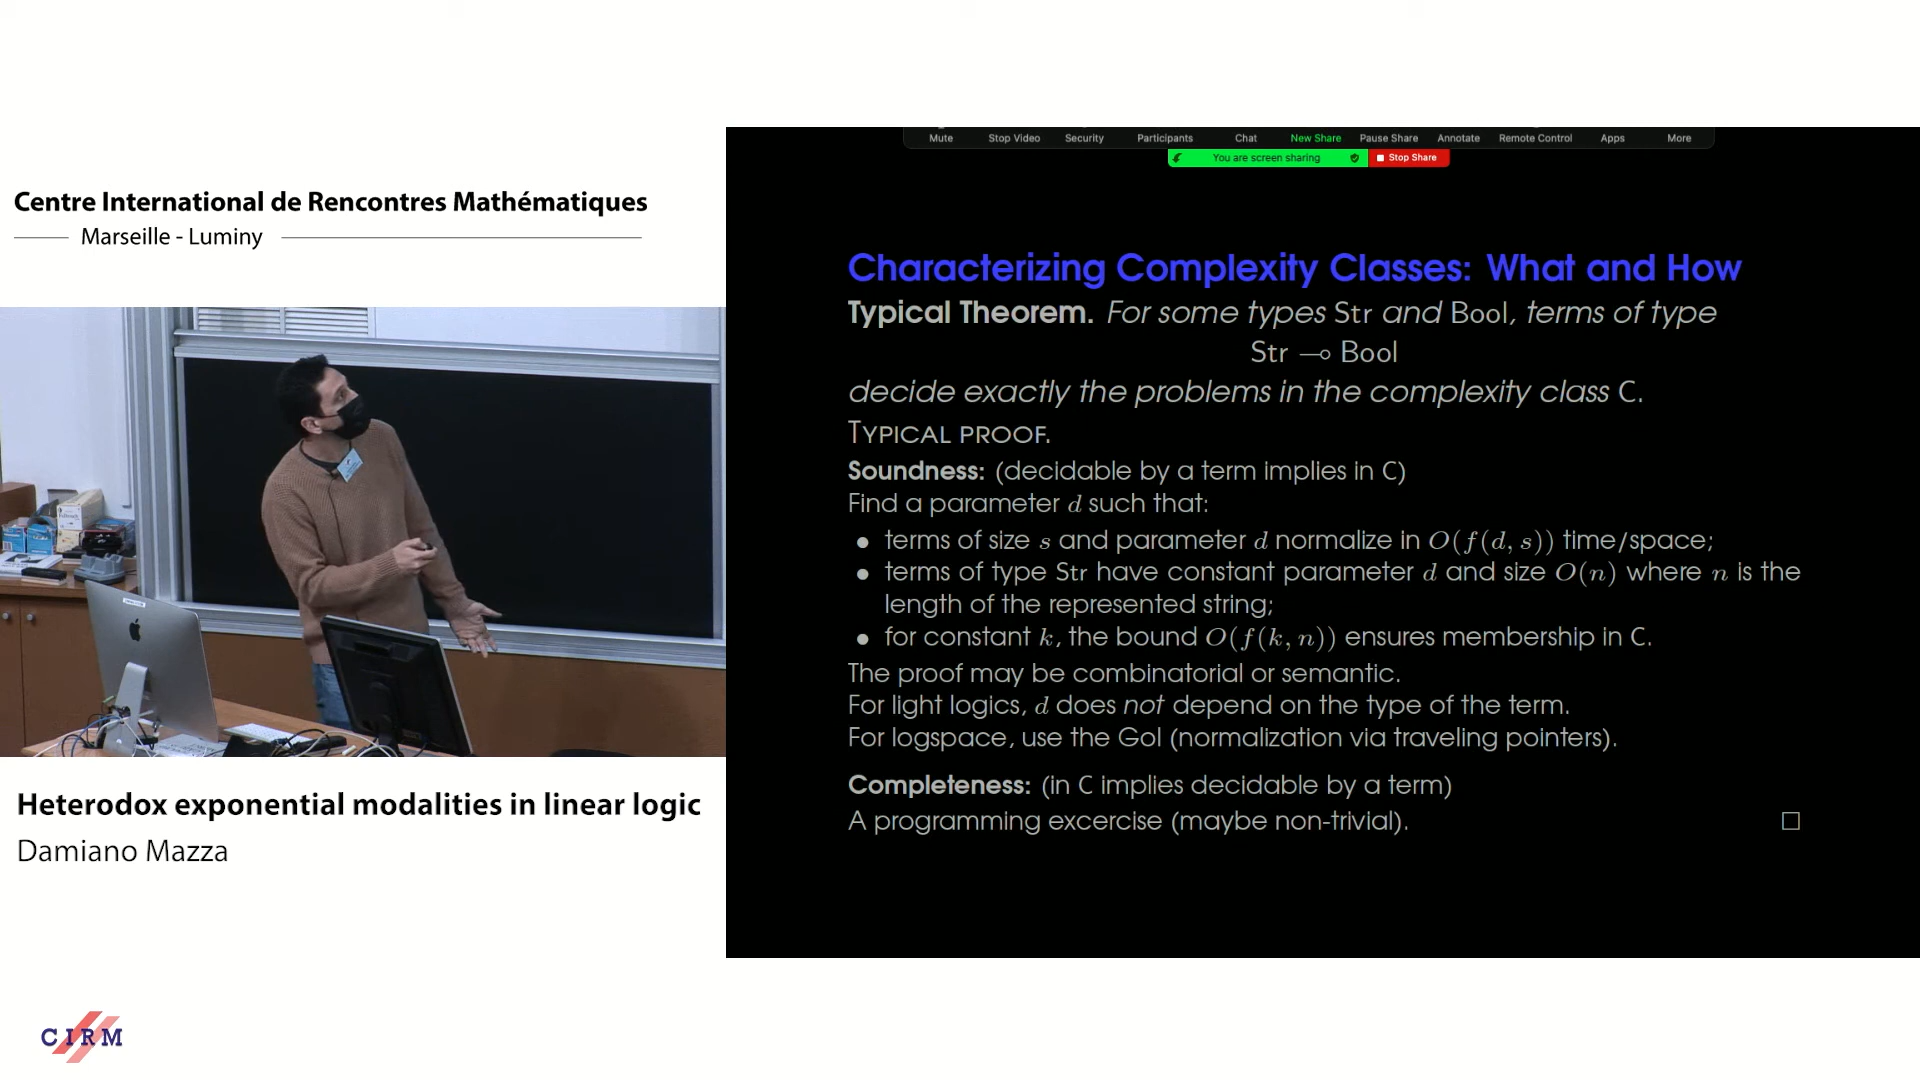 Centre International de Rencontres Mathématiques
Marseille - Luminy
Mute Stop Video Security Participants Chat New Share Pause Share Annotate Remote Control Apps More
You are screen sharing Stop Share
Characterizing Complexity Classes: What and How
Typical Theorem. For some types Str and Bool, terms of type
Str ⊸ Bool
decide exactly the problems in the complexity class C.
TYPICAL PROOF.
Soundness: (decidable by a term implies in C)
Find a parameter d such that:
• terms of size s and parameter d normalize in O(f(d, s)) time/space;
• terms of type Str have constant parameter d and size O(n) where n is the
length of the represented string;
• for constant k, the bound O(f(k, n)) ensures membership in C.
The proof may be combinatorial or semantic.
For light logics, d does not depend on the type of the term.
For logspace, use the GoI (normalization via traveling pointers).
Completeness: (in C implies decidable by a term)
A programming excercise (maybe non-trivial). □
Heterodox exponential modalities in linear logic
Damiano Mazza
CIRM